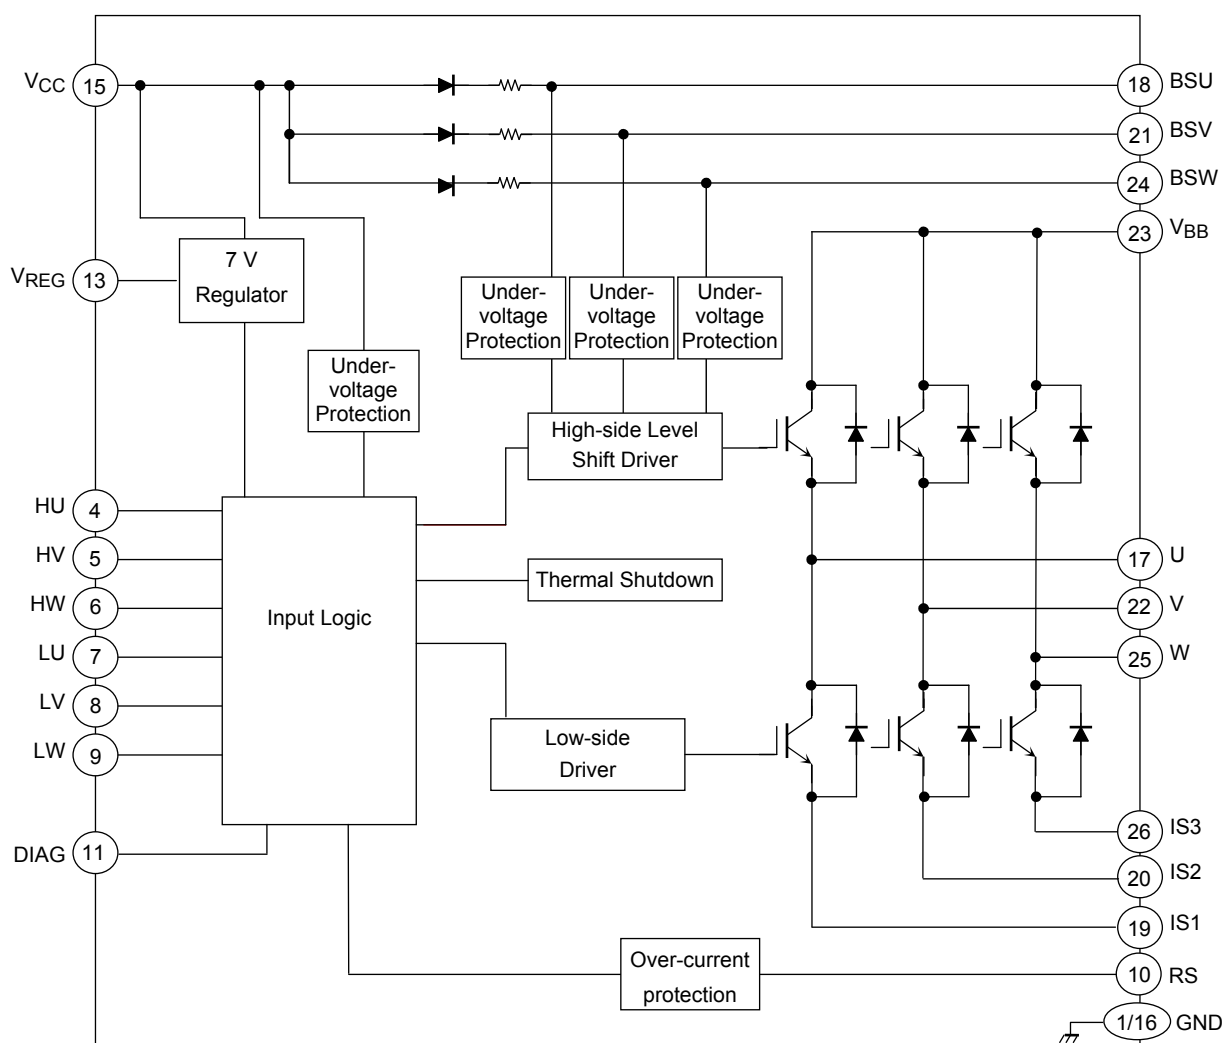 VCC
15
18
BSU
21
BSV
24
BSW
23
VBB
VREG
13
7 V
Regulator
Under-
voltage
Protection
Under-
voltage
Protection
Under-
voltage
Protection
Under-
voltage
Protection
High-side Level
Shift Driver
HU
4
HV
5
HW
6
LU
7
LV
8
LW
9
DIAG
11
Input Logic
Thermal Shutdown
Low-side
Driver
17
U
22
V
25
W
26
IS3
20
IS2
19
IS1
Over-current
protection
10
RS
1/16
GND